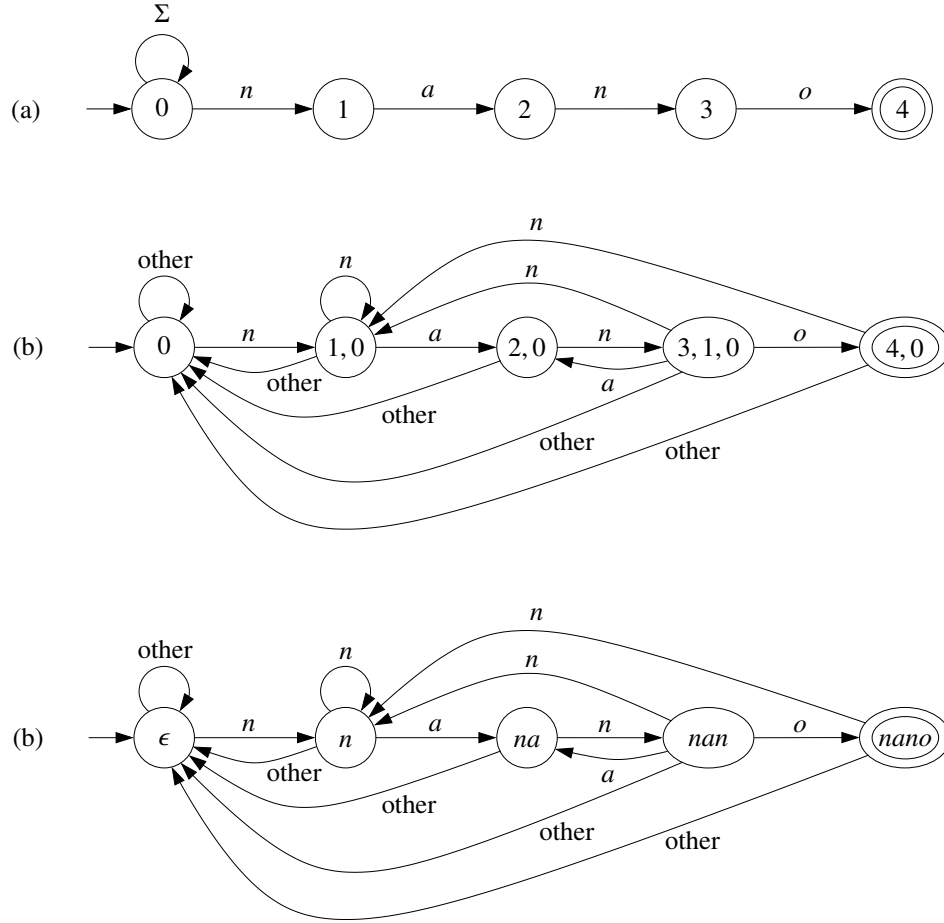 Σ
(a) 0 n 1 a 2 n 3 o 4
n
other n n
(b) 0 n 1, 0 a 2, 0 n 3, 1, 0 o 4, 0
other a
other
other
other
n
other n n
(b) ϵ n n a na n nan o nano
other a
other
other
other